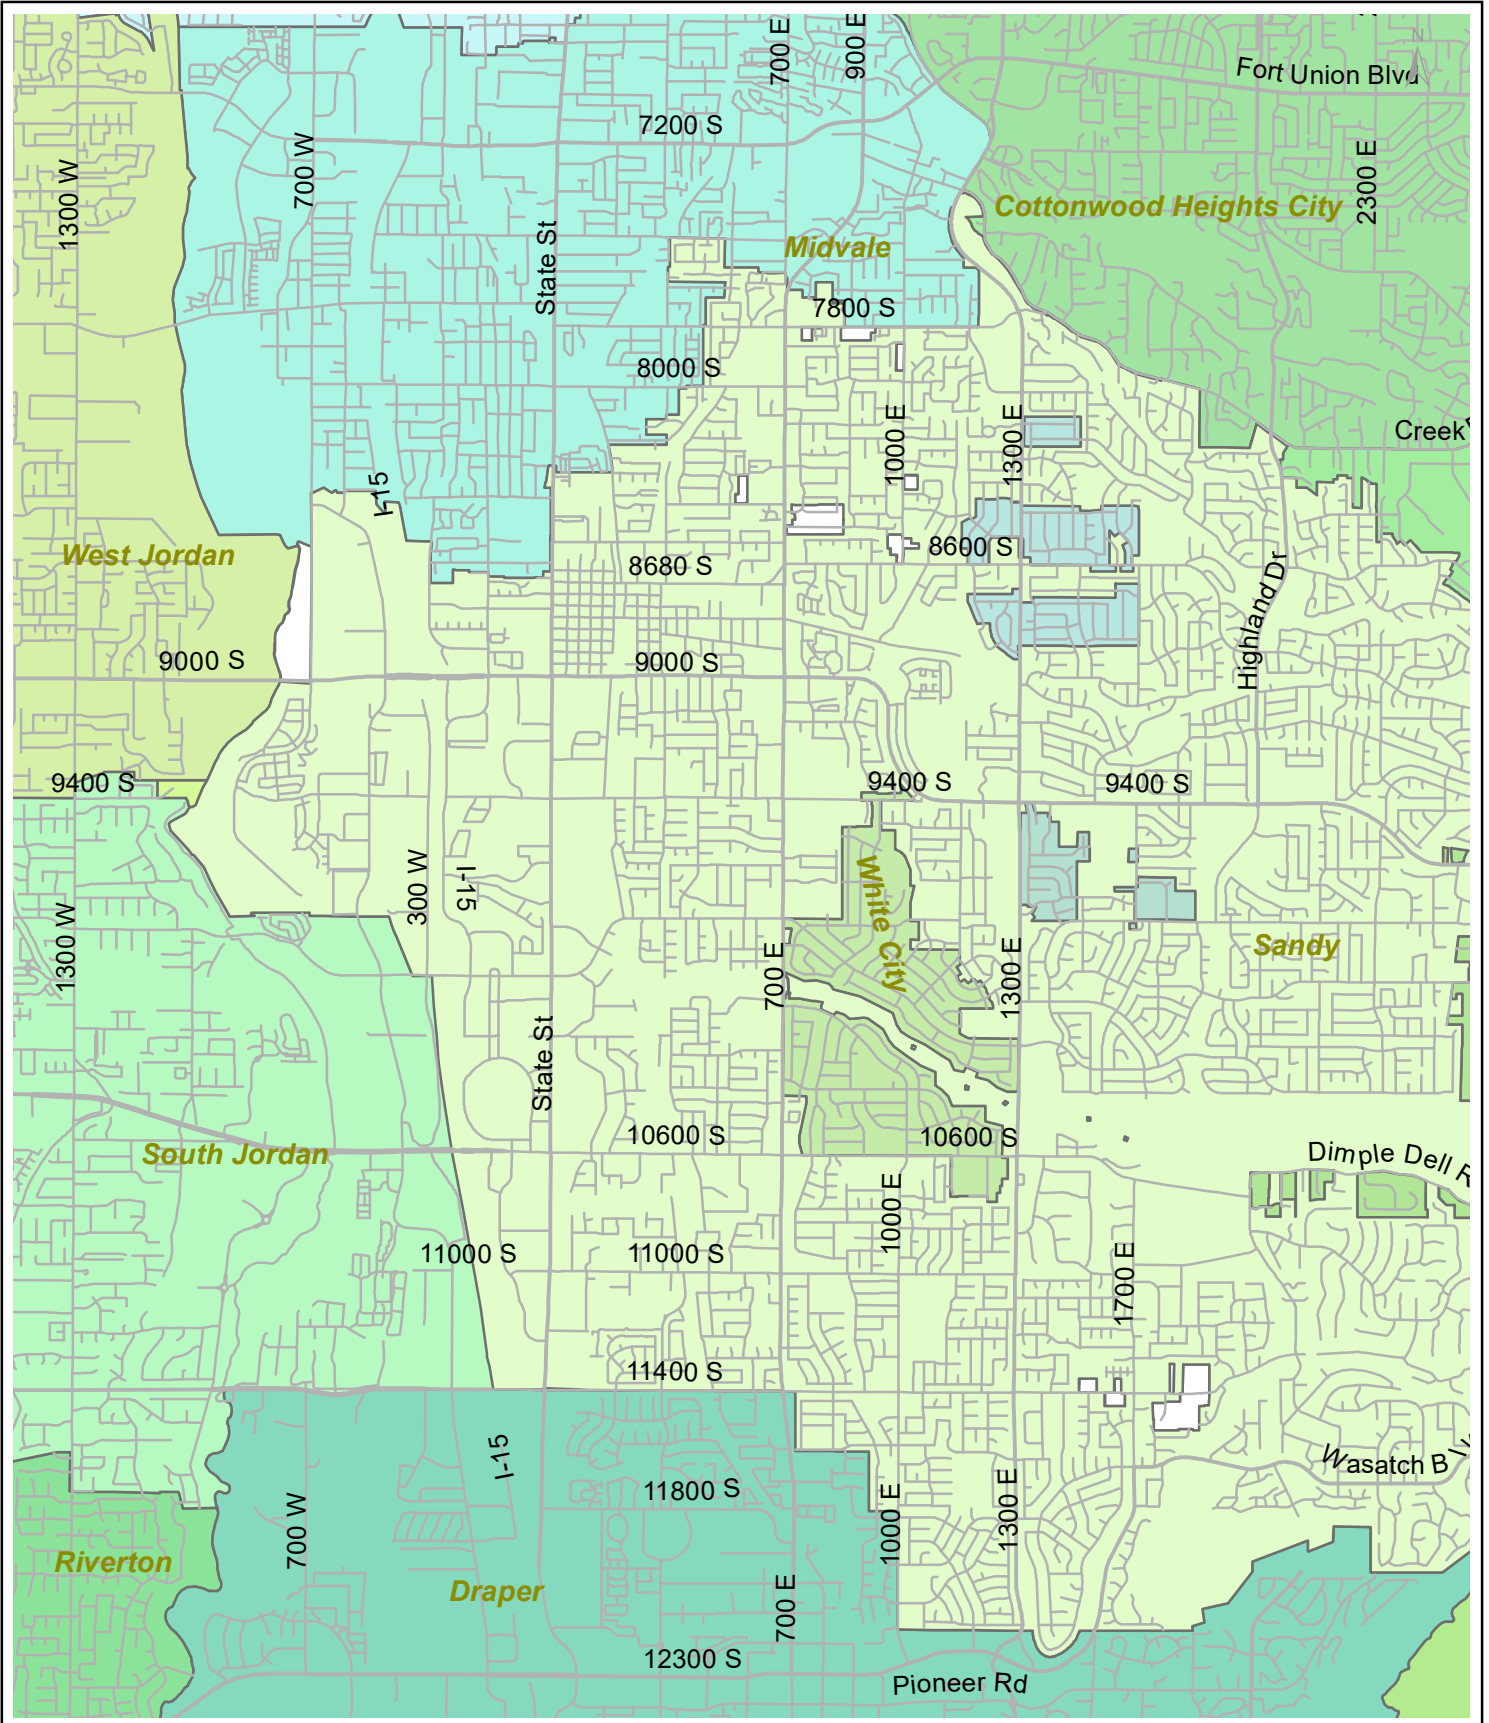 700 E
900 E
N
Fort Union Blvd
7200 S
1300 W
700 W
2300 E
Cottonwood Heights City
State St
Midvale
7800 S
8000 S
1000 E
1300 E
Creek
I-15
West Jordan
8680 S
8600 S
Highland Dr
9000 S
9000 S
9400 S
9400 S
9400 S
300 W
I-15
White City
1300 W
700 E
1300 E
Sandy
State St
South Jordan
10600 S
10600 S
Dimple Dell R
1000 E
11000 S
11000 S
1700 E
11400 S
I-15
Wasatch Blv
11800 S
700 W
1000 E
1300 E
Riverton
Draper
700 E
12300 S
Pioneer Rd